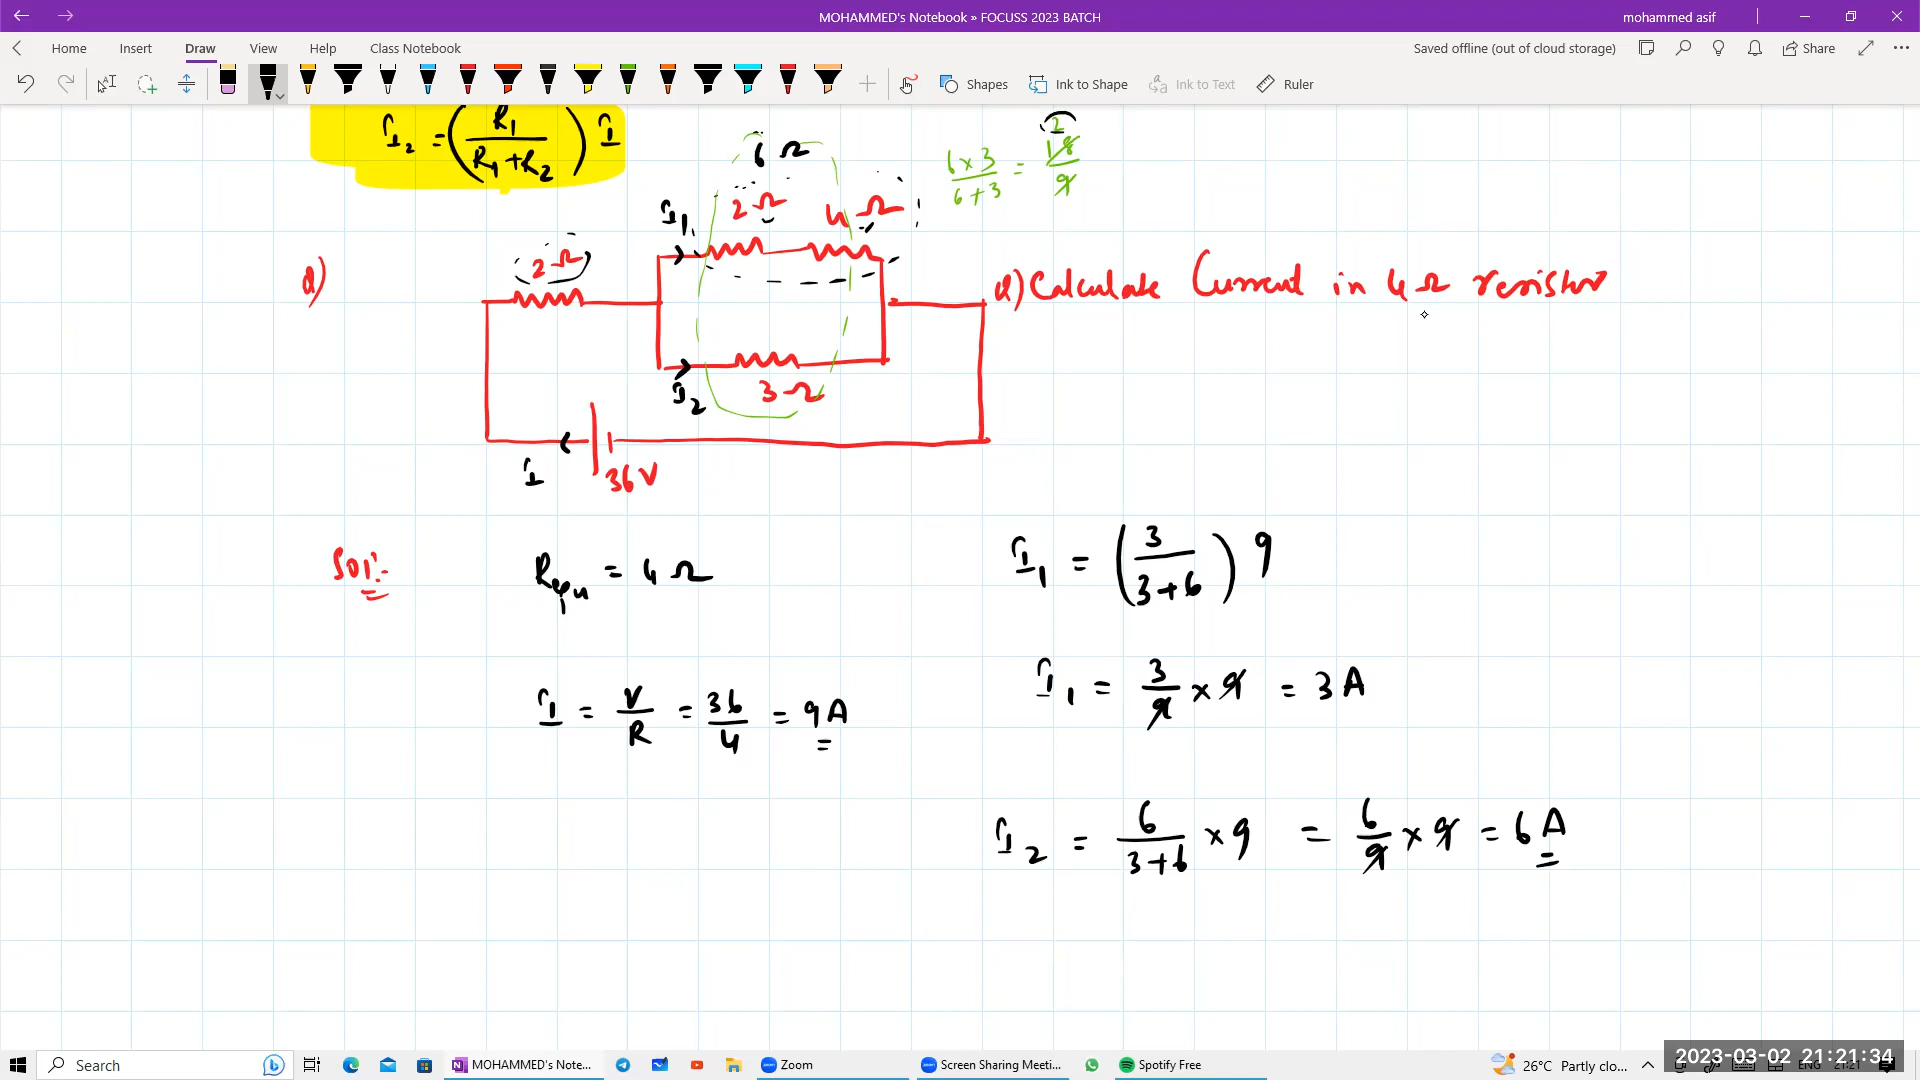 MOHAMMED's Notebook » FOCUSS 2023 BATCH
mohammed asif
Home Insert Draw View Help Class Notebook
Saved offline (out of cloud storage)
Share
Shapes Ink to Shape Ink to Text Ruler
I₂ = (R₁ / (R₁+R₂)) I
6 Ω
(6×3)/(6+3) = 18/9
2
I₁
2 Ω
4 Ω
2 Ω
Q)
Q) Calculate Current in 4 Ω resistor
I₂
3 Ω
I
36 V
Sol:-
Requ = 4 Ω
I₁ = (3/(3+6)) 9
I = V/R = 36/4 = 9A
I₁ = 3/9 × 9 = 3 A
I₂ = 6/(3+6) × 9 = 6/9 × 9 = 6 A
Search
MOHAMMED's Note...
Zoom
Screen Sharing Meeti...
Spotify Free
26°C Partly clo...
2023-03-02 21:21:34